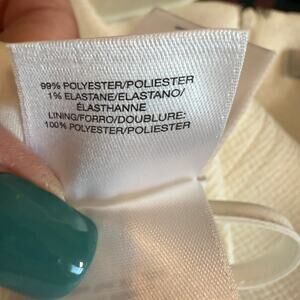 99% POLYESTER/POLIESTER
1% ELASTANE/ELASTANO/
ÉLASTHANNE
LINING/FORRO/DOUBLURE:
100% POLYESTER/POLIESTER